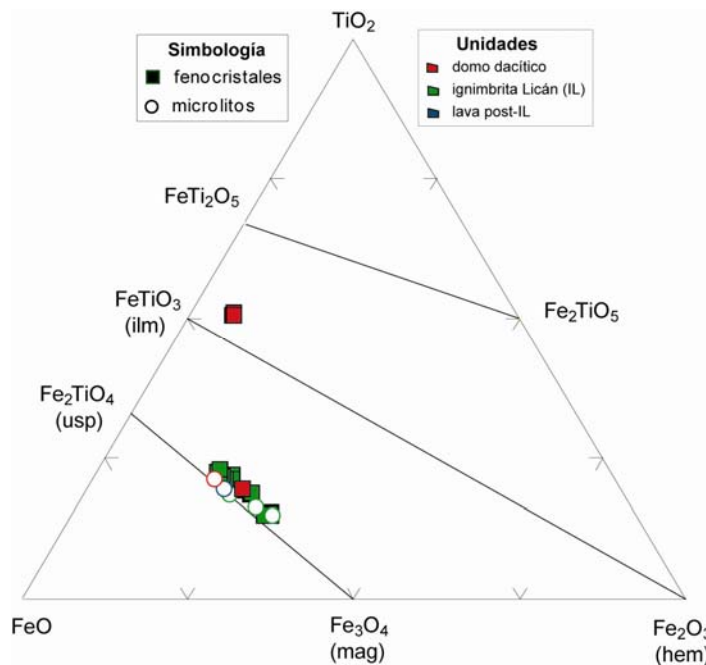 TiO₂
Simbología
fenocristales
microlitos
Unidades
domo dacítico
ignimbrita Licán (IL)
lava post-IL
FeTi₂O₅
FeTiO₃
(ilm)
Fe₂TiO₅
Fe₂TiO₄
(usp)
FeO
Fe₃O₄
(mag)
Fe₂O₃
(hem)